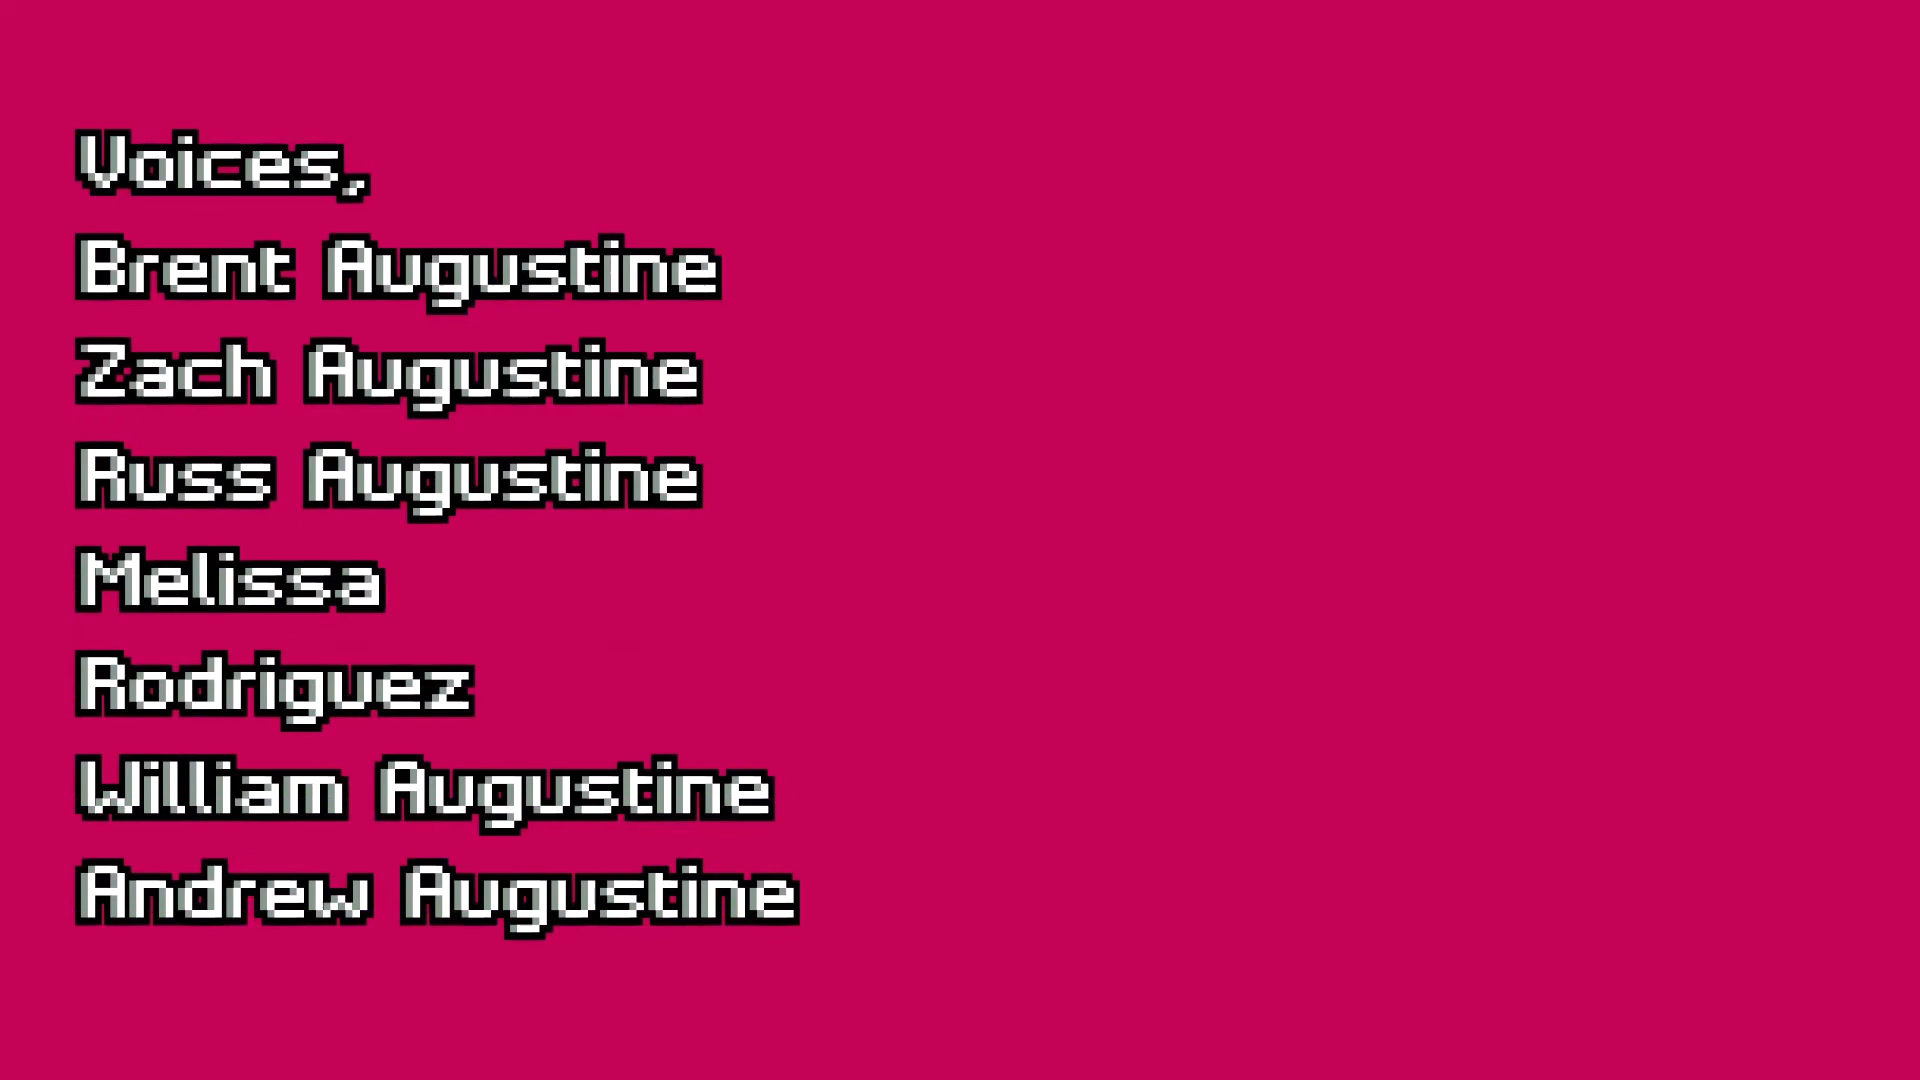 Voices,
Brent Augustine
Zach Augustine
Russ Augustine
Melissa
Rodriguez
William Augustine
Andrew Augustine